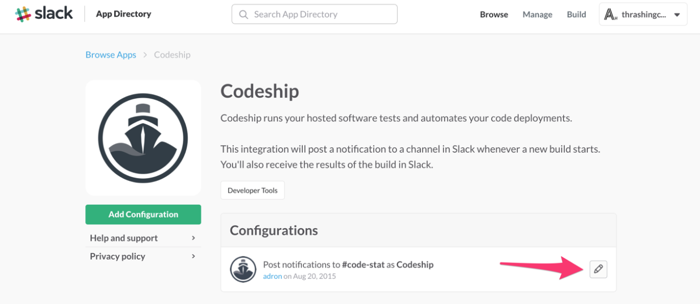 slack
App Directory
Search App Directory
Browse
Manage
Build
thrashingc...
Browse Apps > Codeship
Codeship
Codeship runs your hosted software tests and automates your code deployments.
This integration will post a notification to a channel in Slack whenever a new build starts.
You'll also receive the results of the build in Slack.
Developer Tools
Add Configuration
Help and support
Privacy policy
Configurations
Post notifications to #code-stat as Codeship
adron on Aug 20, 2015